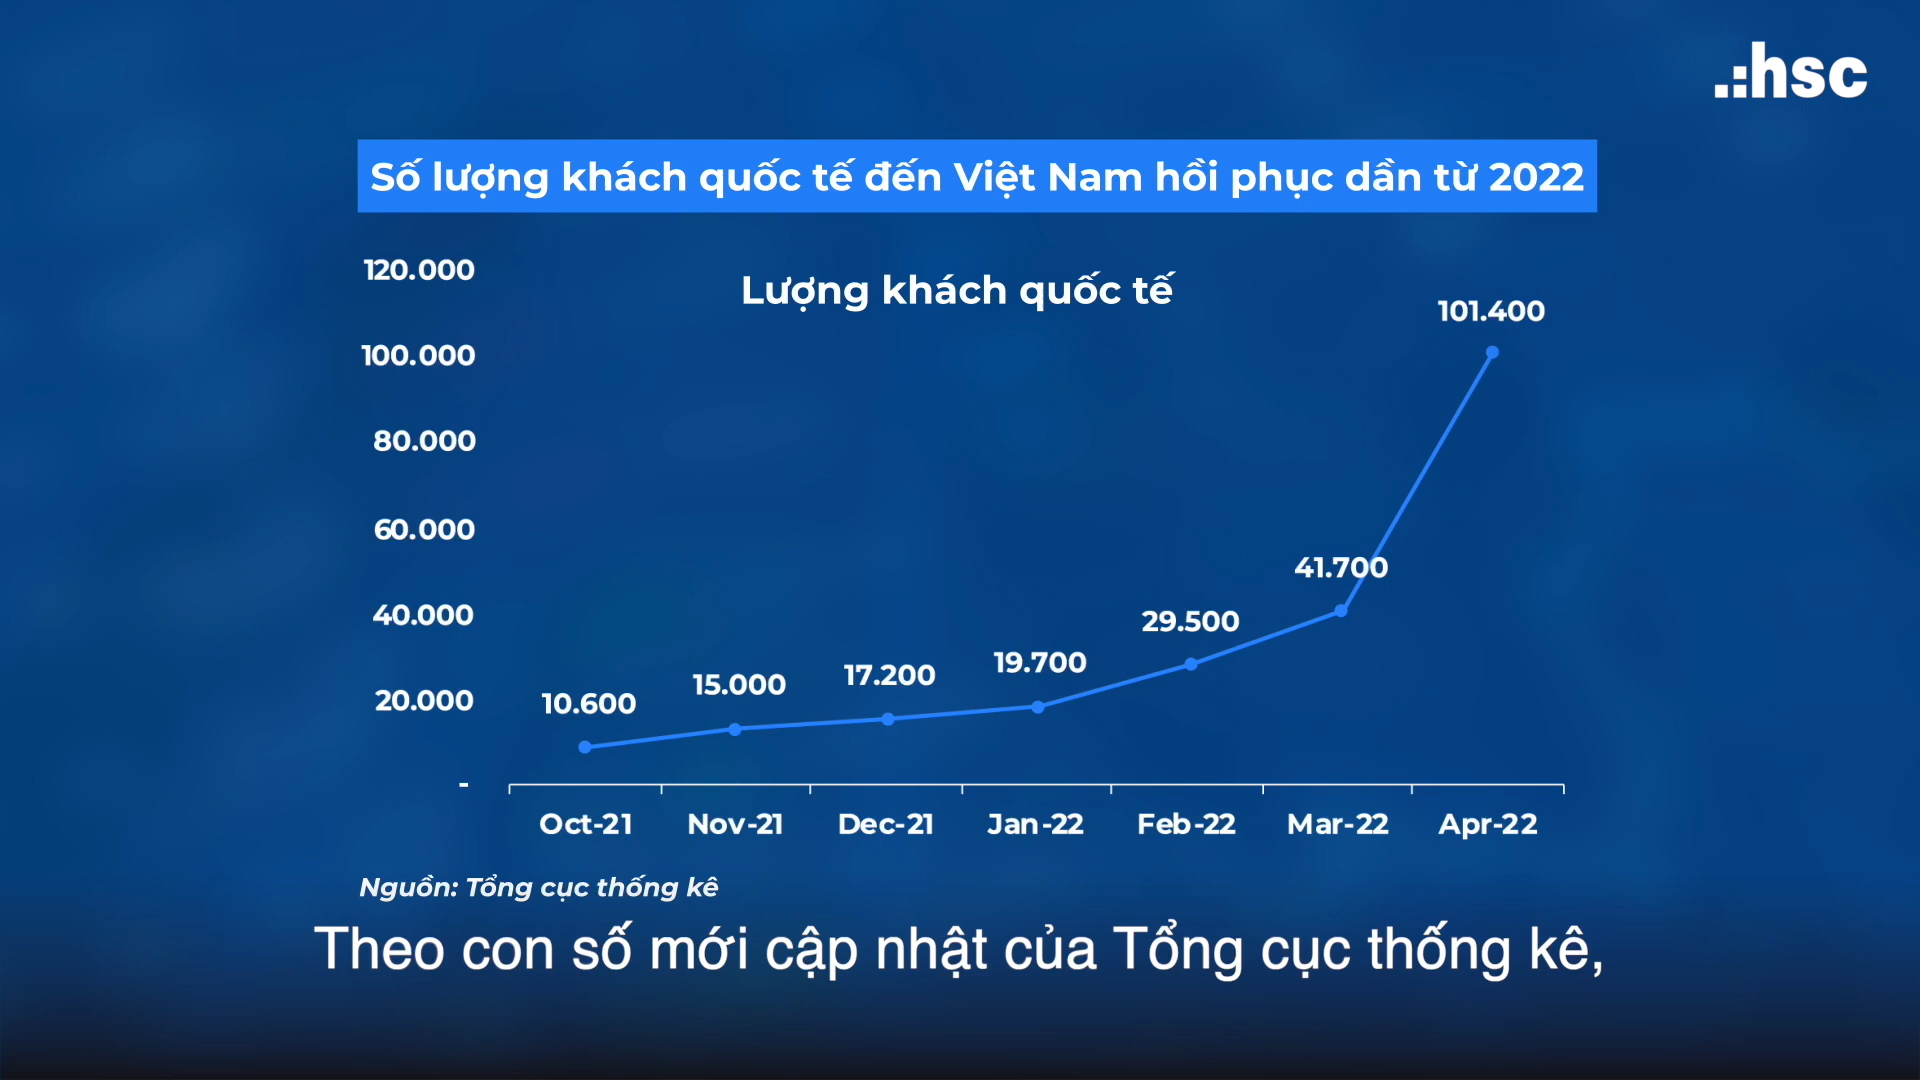 .:hsc
Số lượng khách quốc tế đến Việt Nam hồi phục dần từ 2022
Lượng khách quốc tế
120.000
100.000
80.000
60.000
40.000
20.000
-
10.600
15.000
17.200
19.700
29.500
41.700
101.400
Oct-21 Nov-21 Dec-21 Jan-22 Feb-22 Mar-22 Apr-22
Nguồn: Tổng cục thống kê
Theo con số mới cập nhật của Tổng cục thống kê,